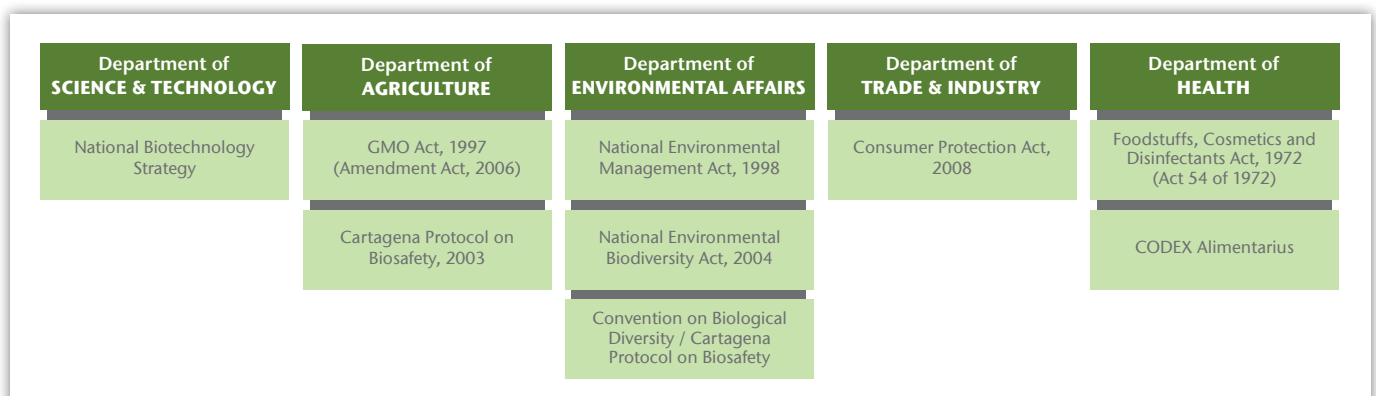 Department of
SCIENCE & TECHNOLOGY
National Biotechnology
Strategy
Department of
AGRICULTURE
GMO Act, 1997
(Amendment Act, 2006)
Cartagena Protocol on
Biosafety, 2003
Department of
ENVIRONMENTAL AFFAIRS
National Environmental
Management Act, 1998
National Environmental
Biodiversity Act, 2004
Convention on Biological
Diversity / Cartagena
Protocol on Biosafety
Department of
TRADE & INDUSTRY
Consumer Protection Act,
2008
Department of
HEALTH
Foodstuffs, Cosmetics and
Disinfectants Act, 1972
(Act 54 of 1972)
CODEX Alimentarius